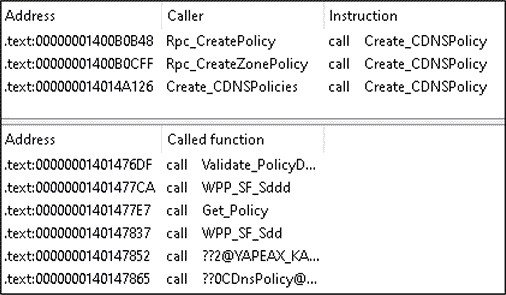 Address Caller Instruction
.text:00000001400B0B48 Rpc_CreatePolicy call Create_CDNSPolicy
.text:00000001400B0CFF Rpc_CreateZonePolicy call Create_CDNSPolicy
.text:000000014014A126 Create_CDNSPolicies call Create_CDNSPolicy
Address Called function
.text:00000001401476DF call Validate_PolicyD...
.text:00000001401477CA call WPP_SF_Sddd
.text:00000001401477E7 call Get_Policy
.text:0000000140147837 call WPP_SF_Sdd
.text:0000000140147852 call ??2@YAPEAX_KA...
.text:0000000140147865 call ??0CDnsPolicy@...